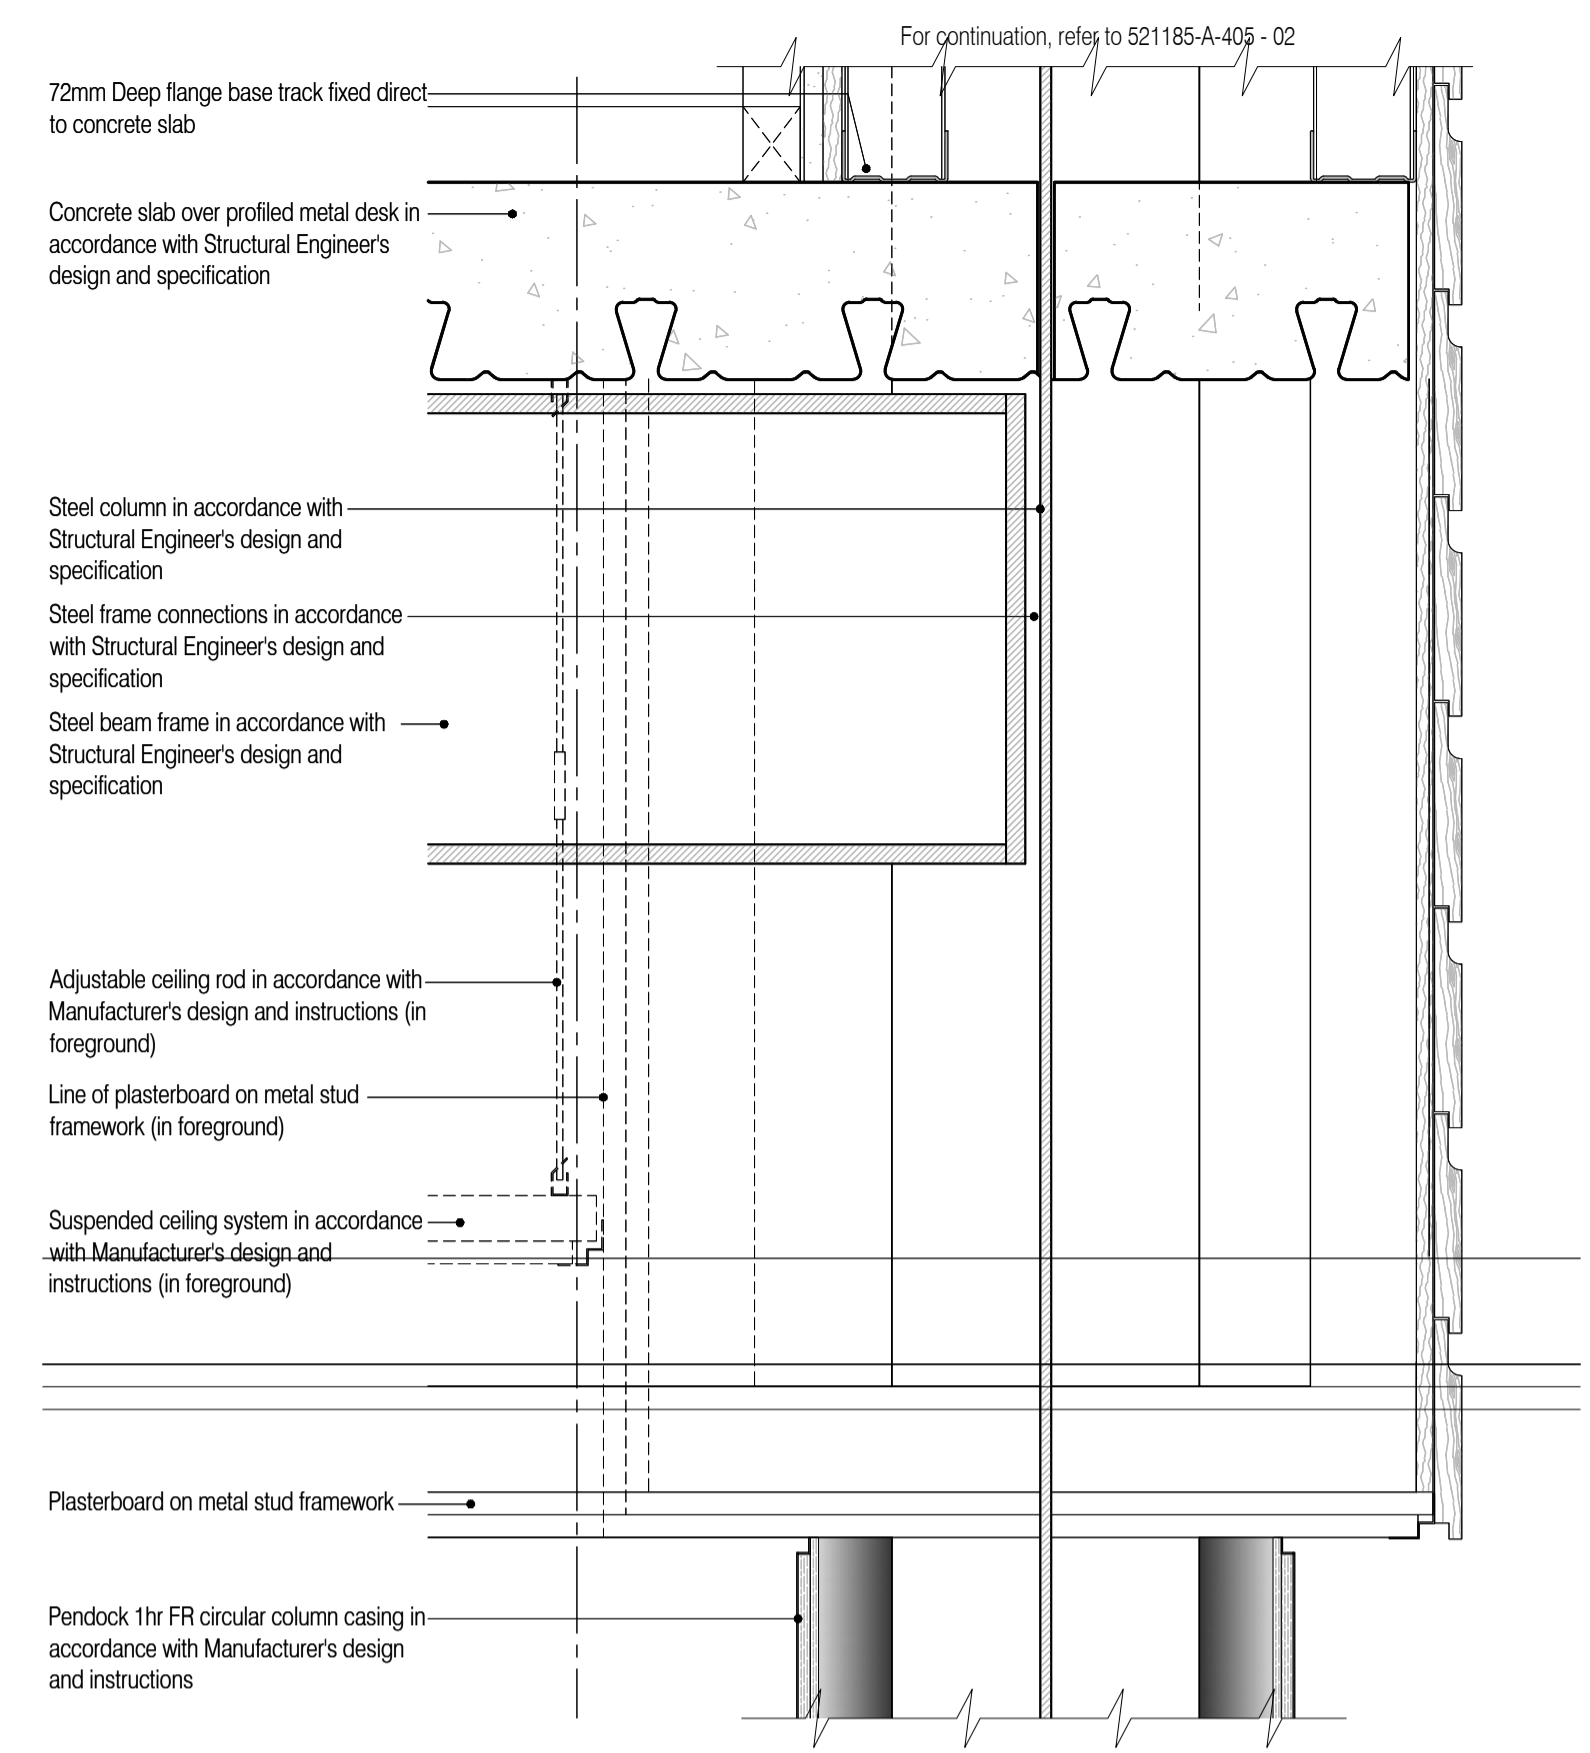 For continuation, refer to 521185-A-405 - 02
72mm Deep flange base track fixed direct
to concrete slab
Concrete slab over profiled metal desk in
accordance with Structural Engineer's
design and specification
Steel column in accordance with
Structural Engineer's design and
specification
Steel frame connections in accordance
with Structural Engineer's design and
specification
Steel beam frame in accordance with
Structural Engineer's design and
specification
Adjustable ceiling rod in accordance with
Manufacturer's design and instructions (in
foreground)
Line of plasterboard on metal stud
framework (in foreground)
Suspended ceiling system in accordance
with Manufacturer's design and
instructions (in foreground)
Plasterboard on metal stud framework
Pendock 1hr FR circular column casing in
accordance with Manufacturer's design
and instructions